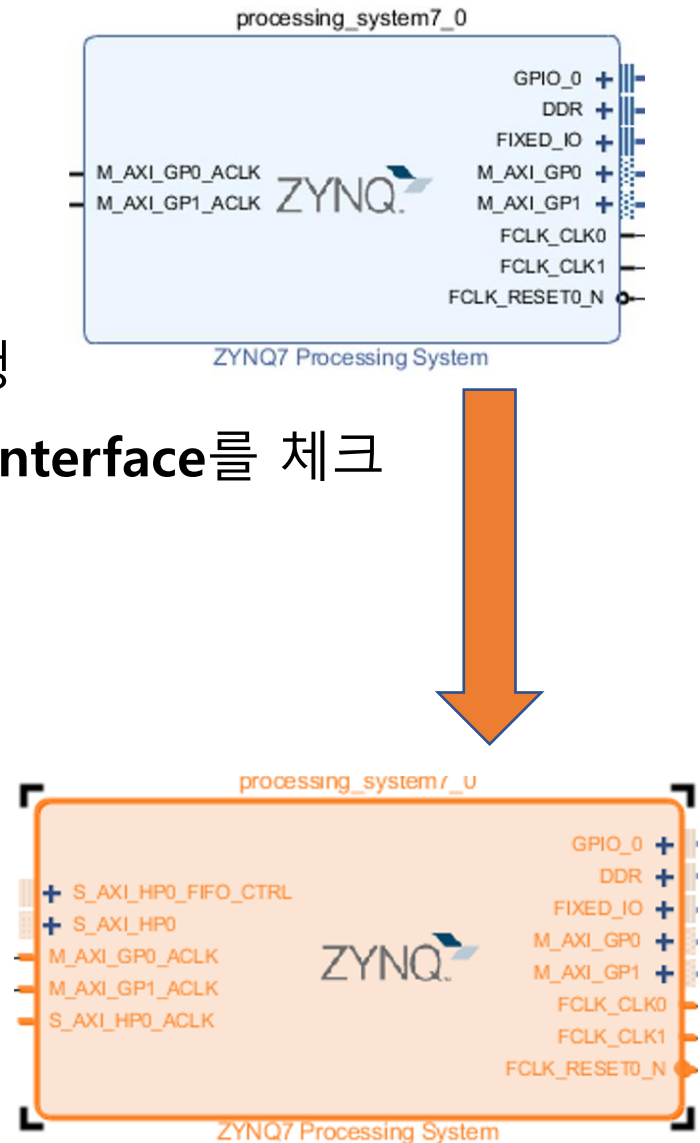 processing_system7_0
GPIO_0
DDR
FIXED_IO
M_AXI_GP0_ACLK
M_AXI_GP0
M_AXI_GP1_ACLK
M_AXI_GP1
ZYNQ.
FCLK_CLK0
FCLK_CLK1
FCLK_RESET0_N
ZYNQ7 Processing System
nterface를 체크
processing_system7_0
GPIO_0
DDR
S_AXI_HP0_FIFO_CTRL
FIXED_IO
S_AXI_HP0
M_AXI_GP0
M_AXI_GP0_ACLK
ZYNQ.
M_AXI_GP1
M_AXI_GP1_ACLK
FCLK_CLK0
S_AXI_HP0_ACLK
FCLK_CLK1
FCLK_RESET0_N
ZYNQ7 Processing System